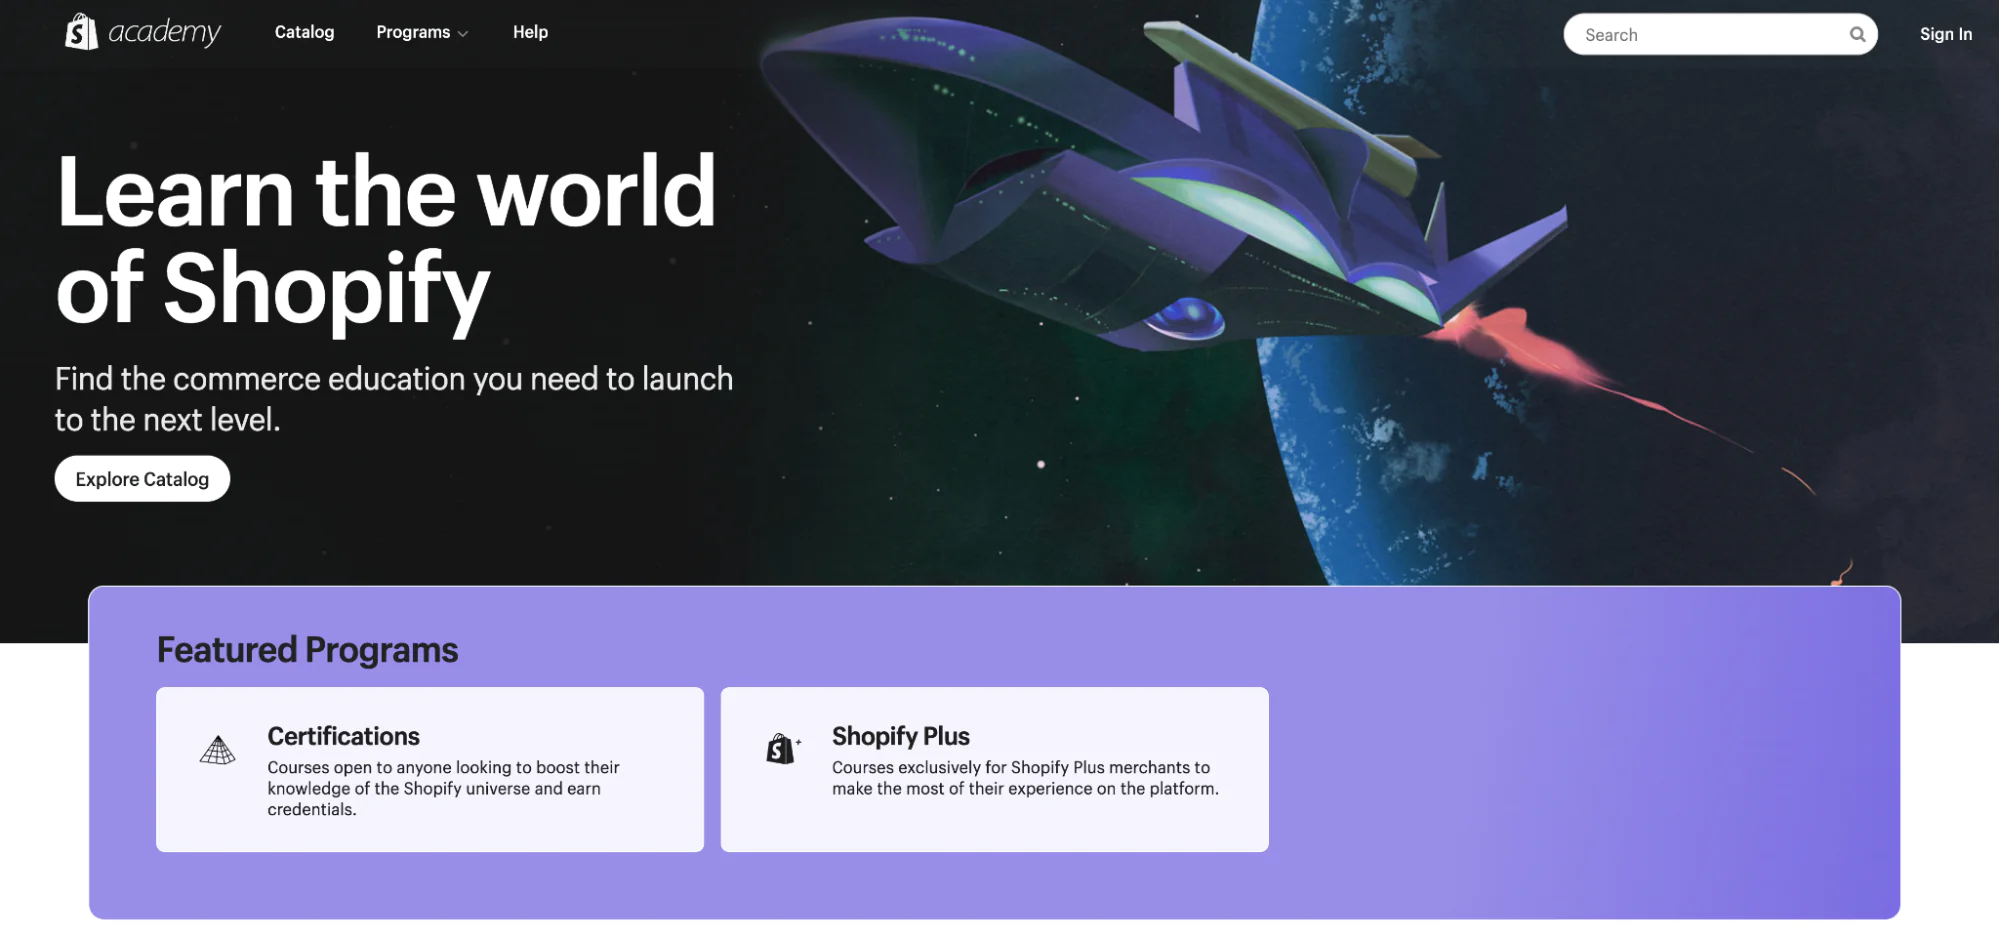 academy
Catalog
Programs
Help
Search
Sign In
Learn the world
of Shopify
Find the commerce education you need to launch
to the next level.
Explore Catalog
Featured Programs
Certifications
Courses open to anyone looking to boost their
knowledge of the Shopify universe and earn
credentials.
Shopify Plus
Courses exclusively for Shopify Plus merchants to
make the most of their experience on the platform.